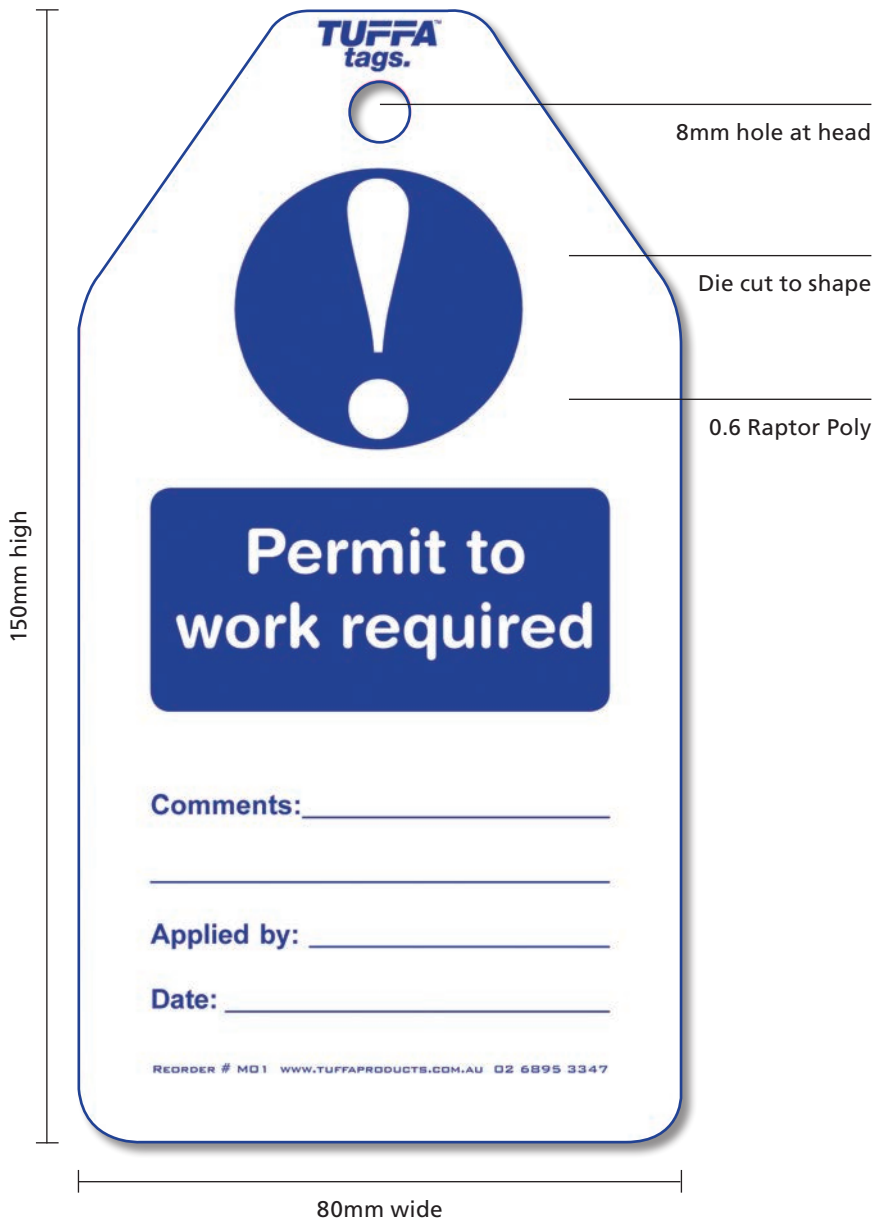 TUFFA™
tags.
8mm hole at head
Die cut to shape
0.6 Raptor Poly
150mm high
Permit to
work required
Comments:
Applied by:
Date:
Reorder # M01 www.tuffaproducts.com.au 02 6895 3347
80mm wide